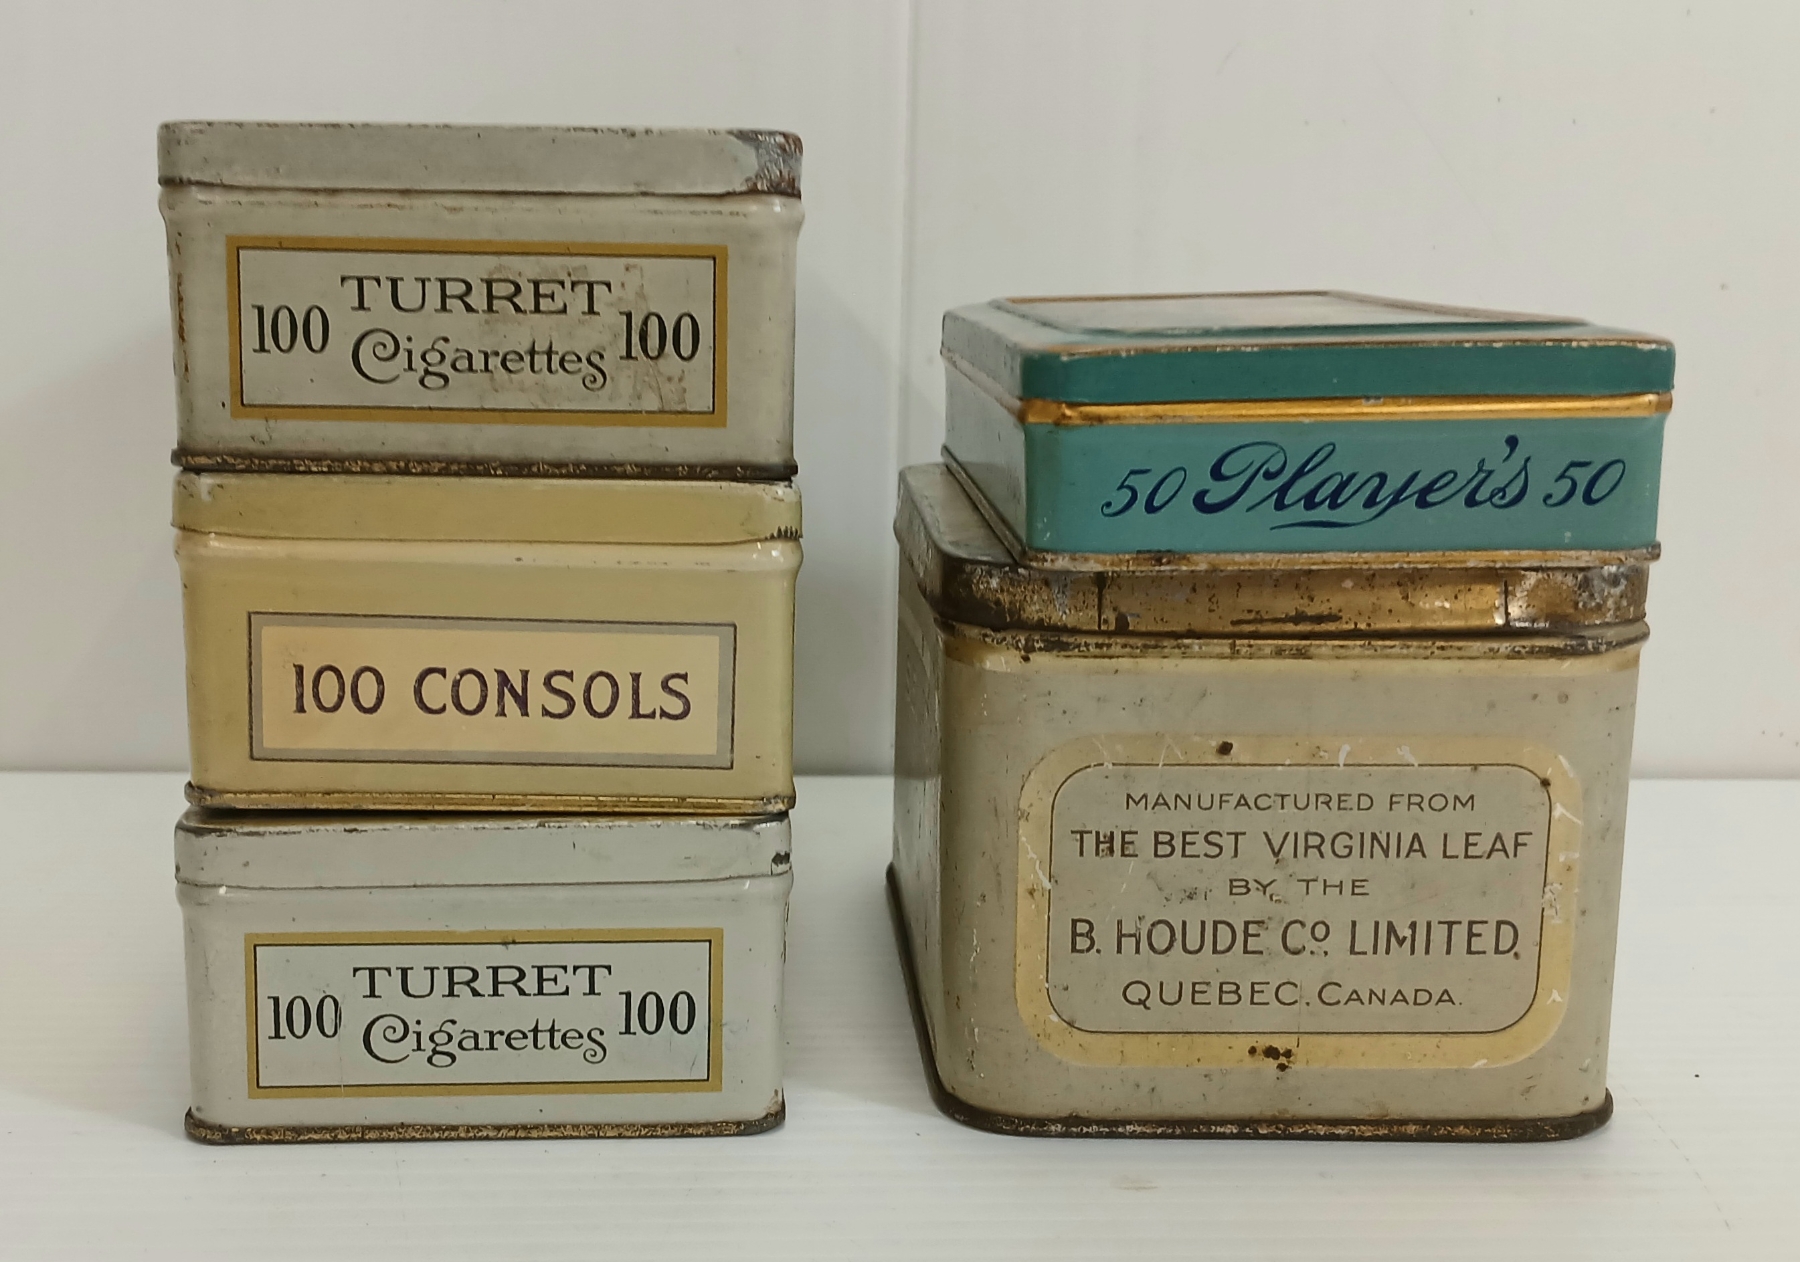 TURRET
100 Cigarettes 100
100 CONSOLS
TURRET
100 Cigarettes 100
50 Player's 50
MANUFACTURED FROM
THE BEST VIRGINIA LEAF
BY THE
B. HOUDE Co., LIMITED,
QUEBEC. CANADA.